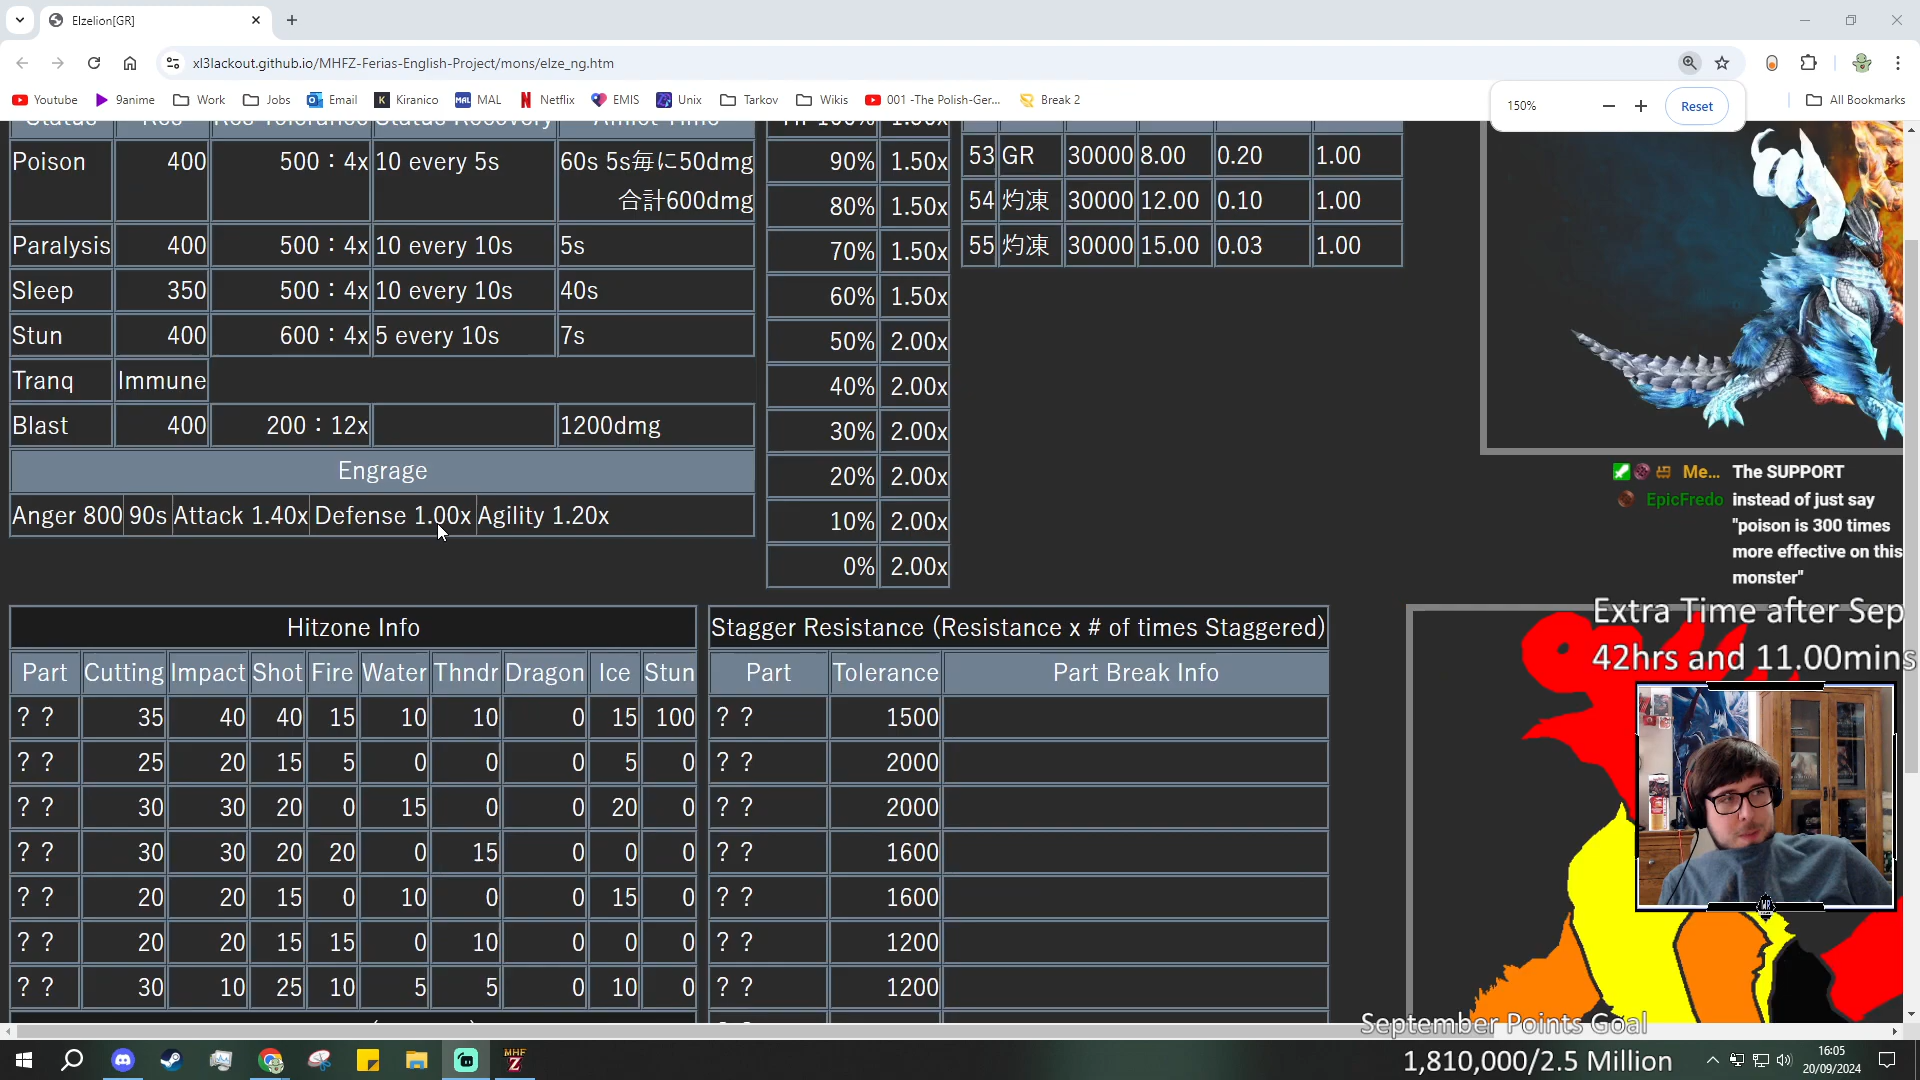 Elzelion[GR]
xl3lackout.github.io/MHFZ-Ferias-English-Project/mons/elze_ng.htm
Youtube 9anime Work Jobs Email Kiranico MAL Netflix EMIS Unix Tarkov Wikis 001 -The Polish-Ger... Break 2 All Bookmarks
150% Reset
Poison 400 500：4x 10 every 5s 60s 5s毎に50dmg
合計600dmg
Paralysis 400 500：4x 10 every 10s 5s
Sleep 350 500：4x 10 every 10s 40s
Stun 400 600：4x 5 every 10s 7s
Tranq Immune
Blast 400 200：12x 1200dmg
Engrage
Anger 800 90s Attack 1.40x Defense 1.00x Agility 1.20x
90% 1.50x
80% 1.50x
70% 1.50x
60% 1.50x
50% 2.00x
40% 2.00x
30% 2.00x
20% 2.00x
10% 2.00x
0% 2.00x
53 GR 30000 8.00 0.20 1.00
54 灼凍 30000 12.00 0.10 1.00
55 灼凍 30000 15.00 0.03 1.00
Me... The SUPPORT
EpicFredo instead of just say
"poison is 300 times
more effective on this
monster"
Extra Time after Sep
42hrs and 11.00mins
Hitzone Info
Part Cutting Impact Shot Fire Water Thndr Dragon Ice Stun
？？ 35 40 40 15 10 10 0 15 100
？？ 25 20 15 5 0 0 0 5 0
？？ 30 30 20 0 15 0 0 20 0
？？ 30 30 20 20 0 15 0 0 0
？？ 20 20 15 0 10 0 0 15 0
？？ 20 20 15 15 0 10 0 0 0
？？ 30 10 25 10 5 5 0 10 0
Stagger Resistance (Resistance x # of times Staggered)
Part Tolerance Part Break Info
？？ 1500
？？ 2000
？？ 2000
？？ 1600
？？ 1600
？？ 1200
？？ 1200
September Points Goal
1,810,000/2.5 Million
MHF Z
16:05
20/09/2024